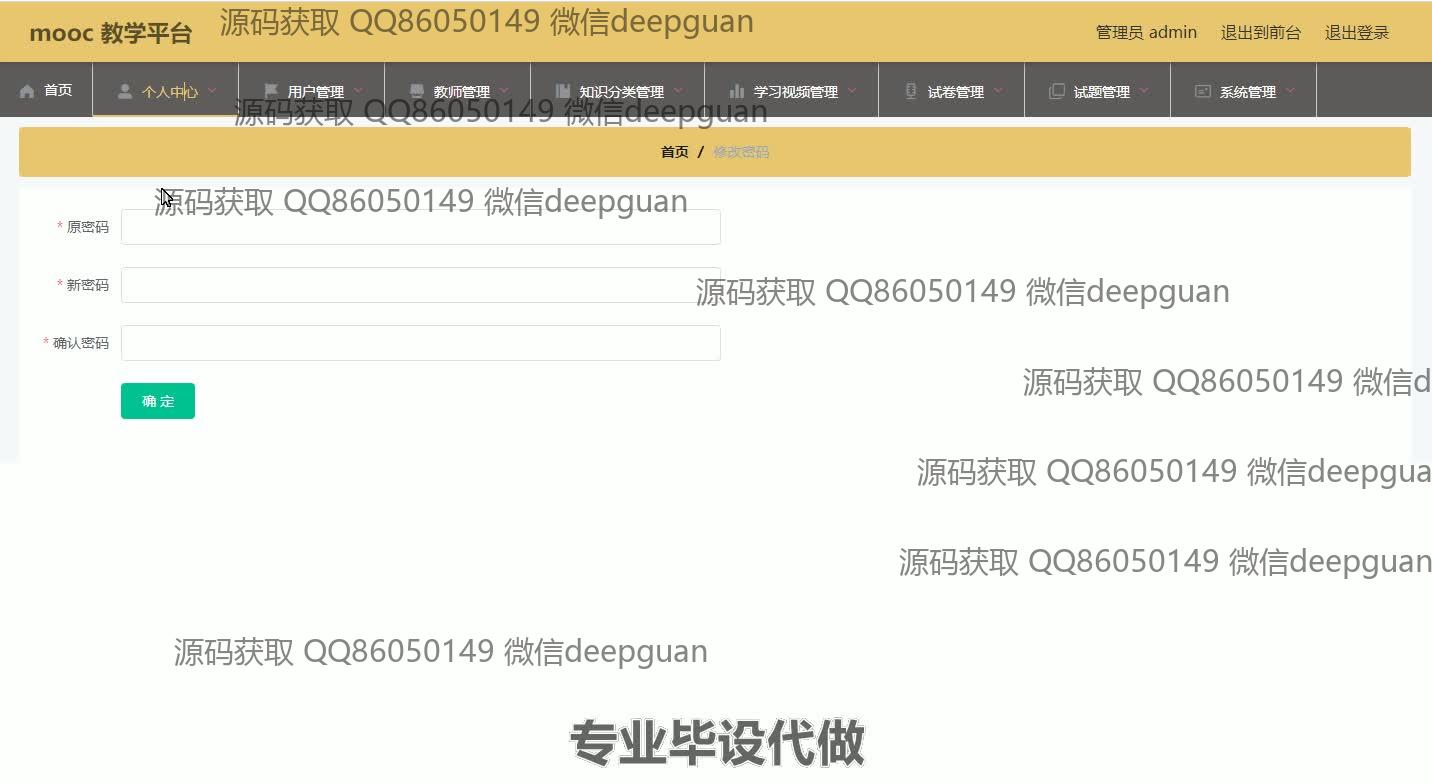 mooc 教学平台
源码获取 QQ86050149 微信deepguan
管理员 admin 退出到前台 退出登录
首页 个人中心 用户管理 教师管理 知识分类管理 学习视频管理 试卷管理 试题管理 系统管理
源码获取 QQ86050149 微信deepguan
首页 / 修改密码
源码获取 QQ86050149 微信deepguan
* 原密码
* 新密码
源码获取 QQ86050149 微信deepguan
* 确认密码
源码获取 QQ86050149 微信d
确 定
源码获取 QQ86050149 微信deepgua
源码获取 QQ86050149 微信deepguan
源码获取 QQ86050149 微信deepguan
专业毕设代做